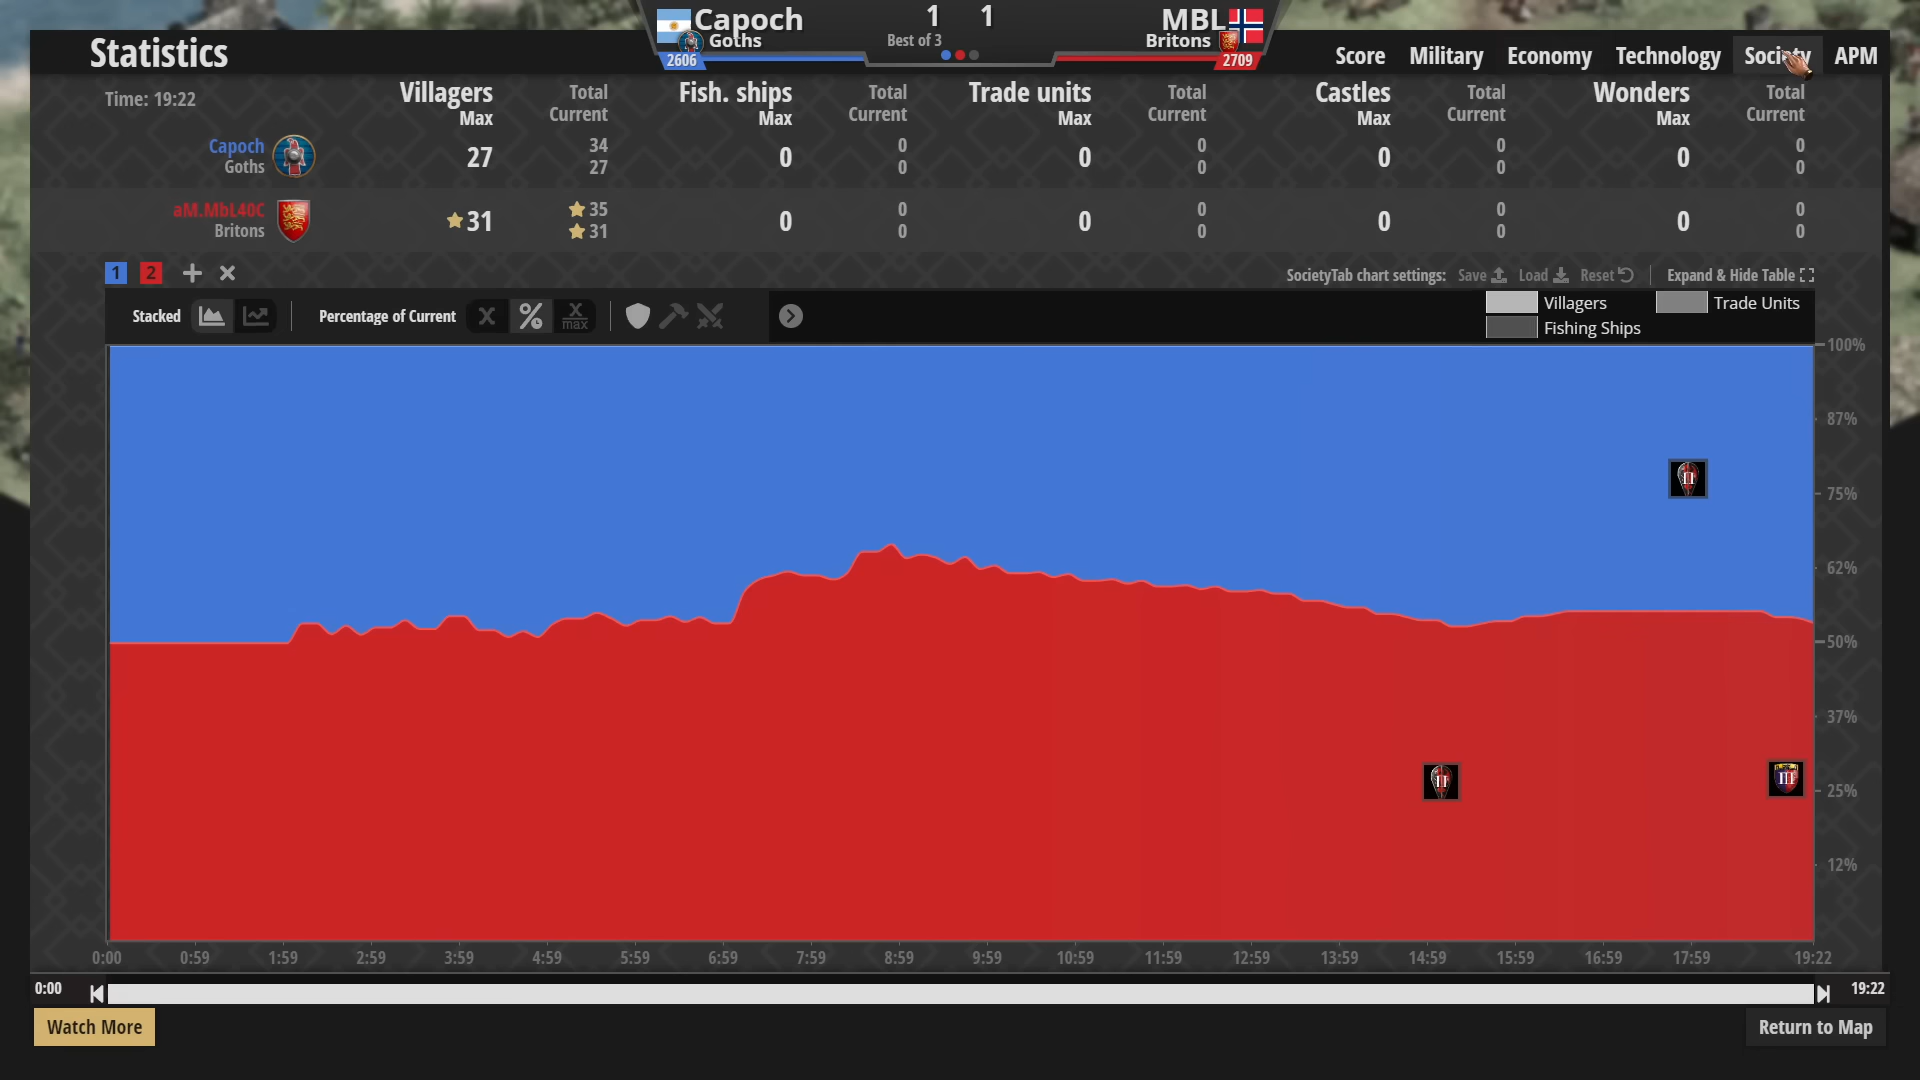 Capoch
Goths
2606
1 1
Best of 3
MBL
Britons
2709
Statistics
Score Military Economy Technology Society APM
Time: 19:22
Villagers Max Total Current
Fish. ships Max Total Current
Trade units Max Total Current
Castles Max Total Current
Wonders Max Total Current
Capoch
Goths
27 34 27 0 0 0 0 0 0 0 0 0 0 0 0
aM.MbL40C
Britons
31 35 31 0 0 0 0 0 0 0 0 0 0 0 0
1 2
SocietyTab chart settings: Save Load Reset Expand & Hide Table
Stacked Percentage of Current X % X max
Villagers Trade Units
Fishing Ships
100%
87%
75%
62%
50%
37%
25%
12%
II
II
III
0:00 0:59 1:59 2:59 3:59 4:59 5:59 6:59 7:59 8:59 9:59 10:59 11:59 12:59 13:59 14:59 15:59 16:59 17:59 19:22
0:00 19:22
Watch More Return to Map